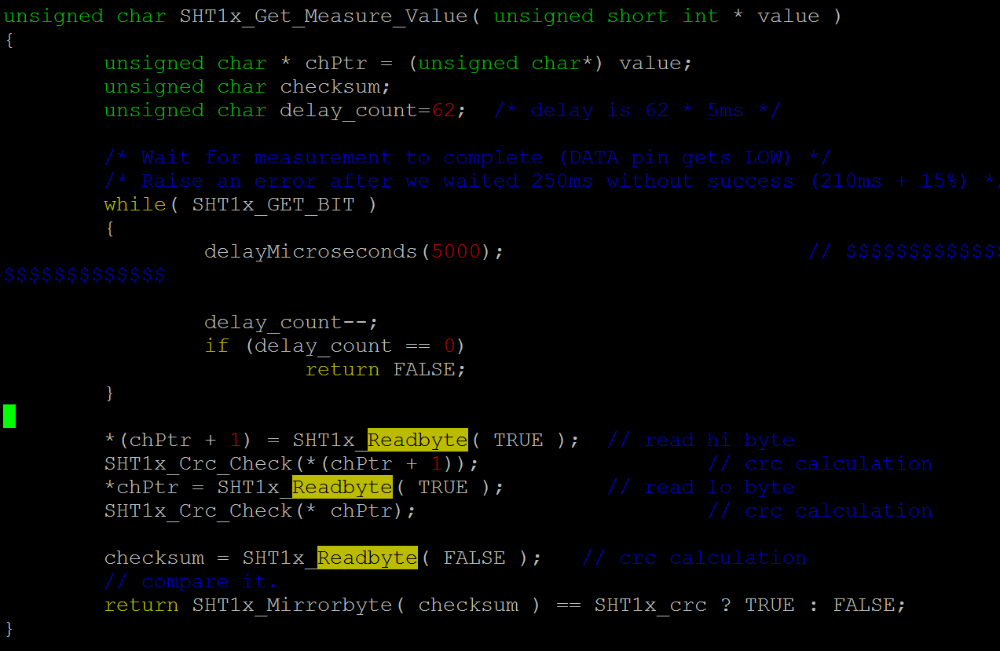 unsigned char SHT1x_Get_Measure_Value( unsigned short int * value )
{
        unsigned char * chPtr = (unsigned char*) value;
        unsigned char checksum;
        unsigned char delay_count=62;  /* delay is 62 * 5ms */
        /* Wait for measurement to complete (DATA pin gets LOW) */
        /* Raise an error after we waited 250ms without success (210ms + 15%) */
        while( SHT1x_GET_BIT )
        {
                delayMicroseconds(5000);                        // $$$$$$$$$$$$$
$$$$$$$$$$$$$
                delay_count--;
                if (delay_count == 0)
                        return FALSE;
        }
        *(chPtr + 1) = SHT1x_Readbyte( TRUE );  // read hi byte
        SHT1x_Crc_Check(*(chPtr + 1));                  // crc calculation
        *chPtr = SHT1x_Readbyte( TRUE );        // read lo byte
        SHT1x_Crc_Check(* chPtr);                       // crc calculation
        checksum = SHT1x_Readbyte( FALSE );   // crc calculation
        // compare it.
        return SHT1x_Mirrorbyte( checksum ) == SHT1x_crc ? TRUE : FALSE;
}